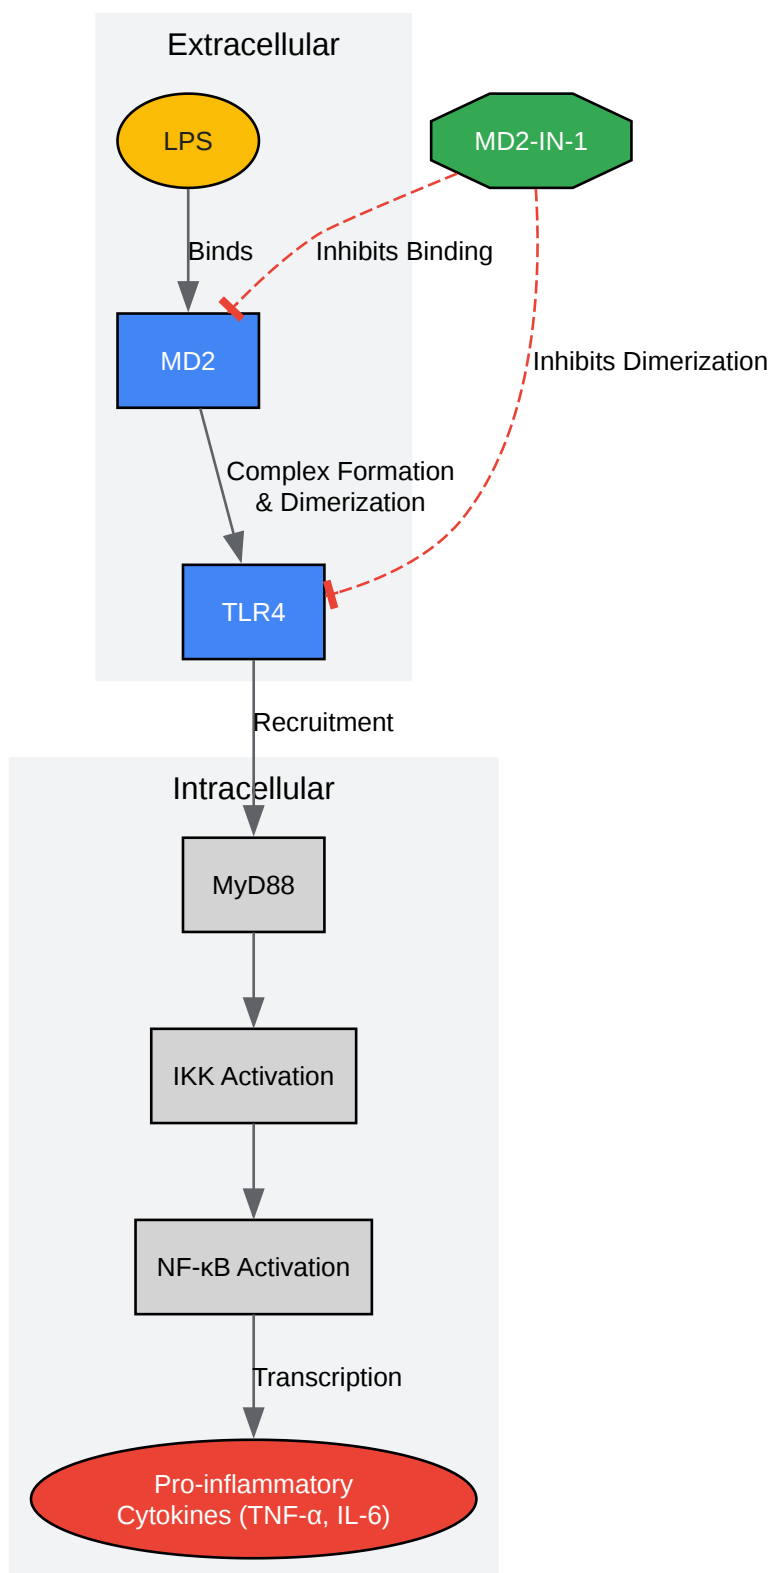 Extracellular
LPS
MD2-IN-1
Binds
Inhibits Binding
MD2
Inhibits Dimerization
Complex Formation
& Dimerization
TLR4
Recruitment
Intracellular
MyD88
IKK Activation
NF-κB Activation
Transcription
Pro-inflammatory
Cytokines (TNF-α, IL-6)